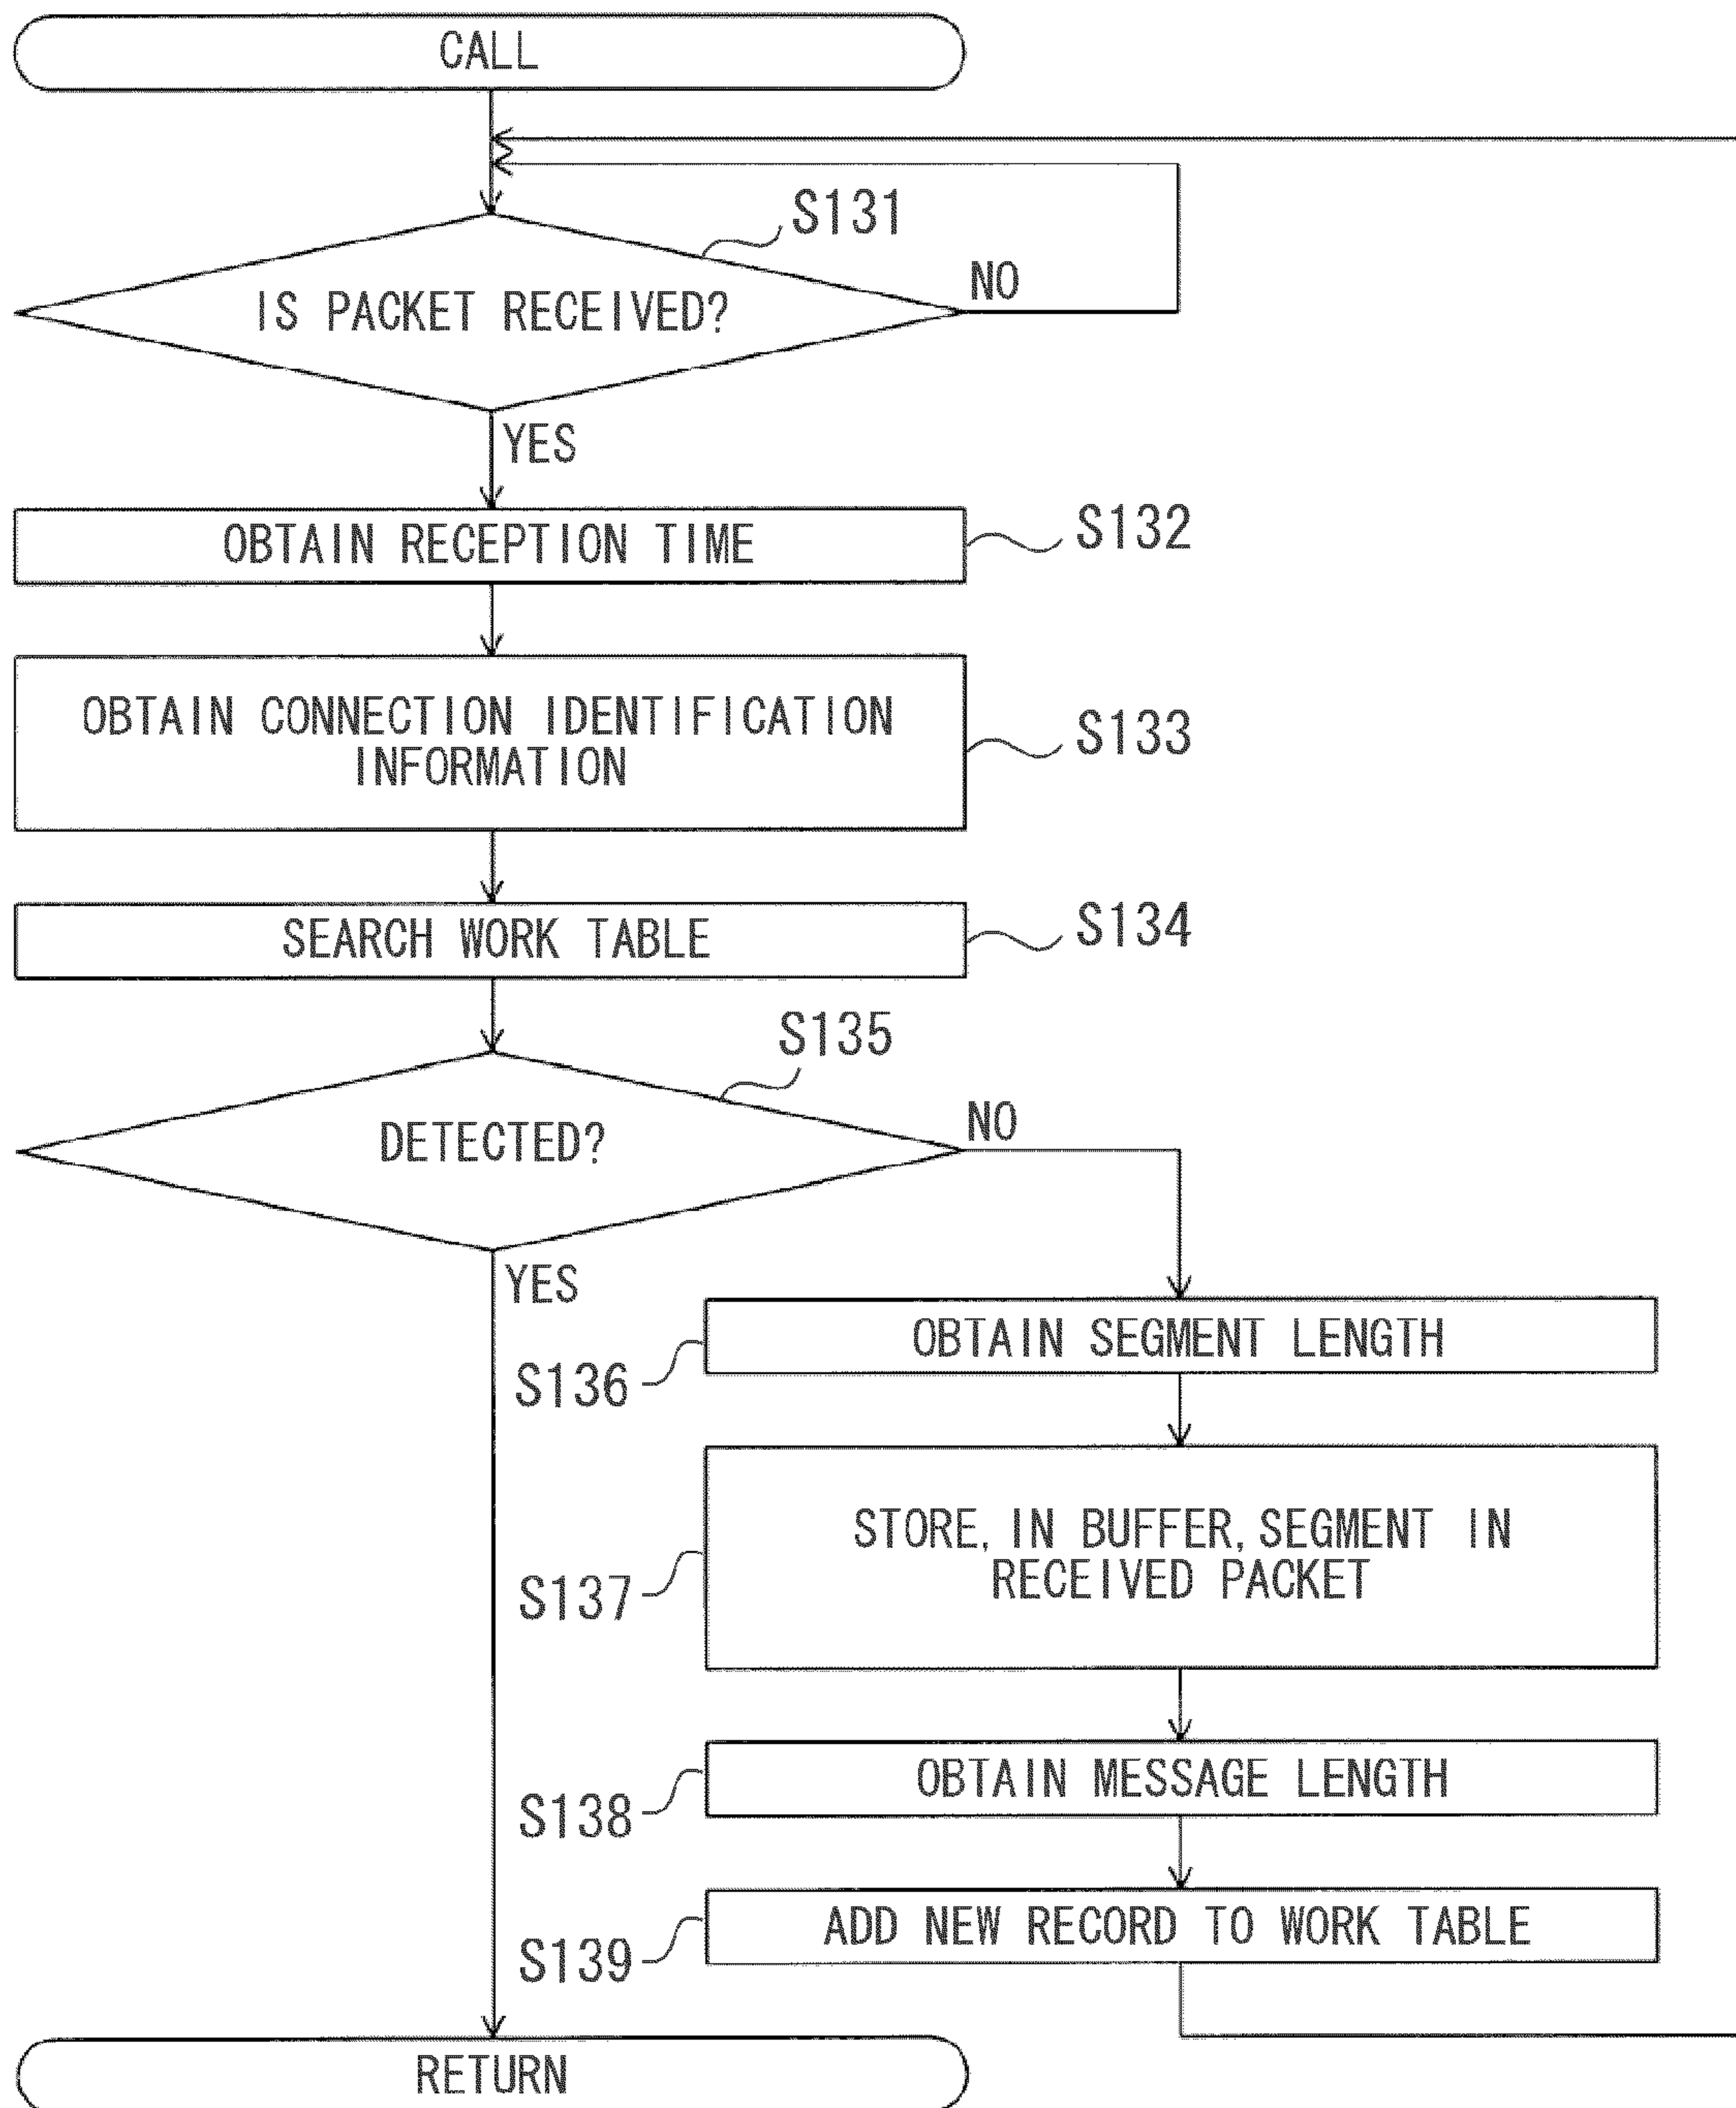 CALL
S131
IS PACKET RECEIVED?
NO
YES
OBTAIN RECEPTION TIME
S132
OBTAIN CONNECTION IDENTIFICATION
INFORMATION
S133
SEARCH WORK TABLE
S134
S135
DETECTED?
NO
YES
OBTAIN SEGMENT LENGTH
S136
STORE, IN BUFFER, SEGMENT IN
RECEIVED PACKET
S137
OBTAIN MESSAGE LENGTH
S138
ADD NEW RECORD TO WORK TABLE
S139
RETURN